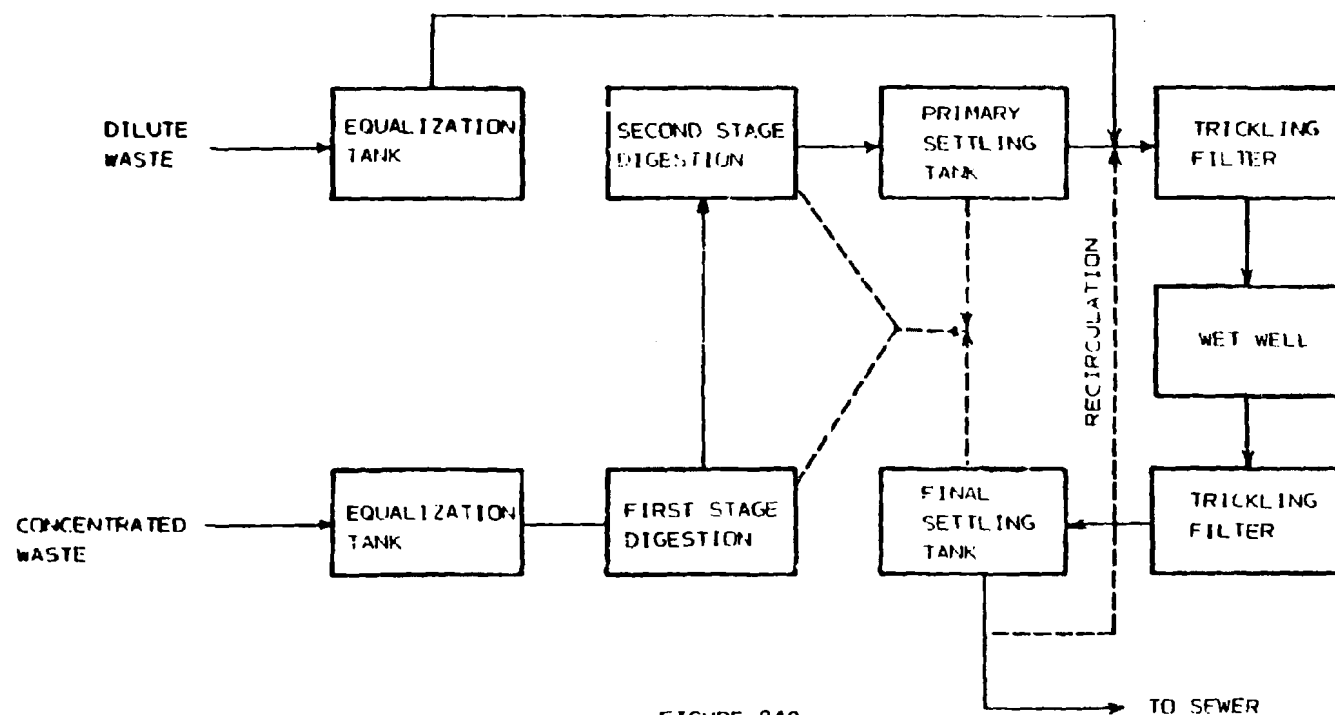 DILUTE
WASTE
EQUALIZATION
TANK
SECOND STAGE
DIGESTION
PRIMARY
SETTLING
TANK
TRICKLING
FILTER
RECIRCULATION
WET WELL
CONCENTRATED
WASTE
EQUALIZATION
TANK
FIRST STAGE
DIGESTION
FINAL
SETTLING
TANK
TRICKLING
FILTER
TO SEWER